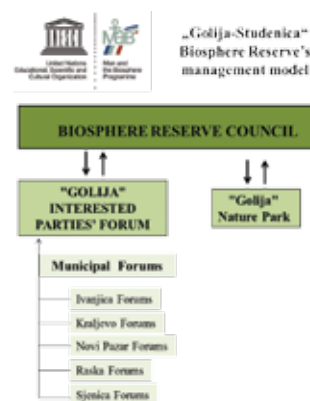 United Nations
Educational, Scientific and
Cultural Organization
Man and
the Biosphere
Programme
„Golija-Studenica“
Biosphere Reserve's
management model
BIOSPHERE RESERVE COUNCIL
"GOLIJA"
INTERESTED
PARTIES' FORUM
"Golija"
Nature Park
Municipal Forums
Ivanjica Forums
Kraljevo Forums
Novi Pazar Forums
Raska Forums
Sjenica Forums